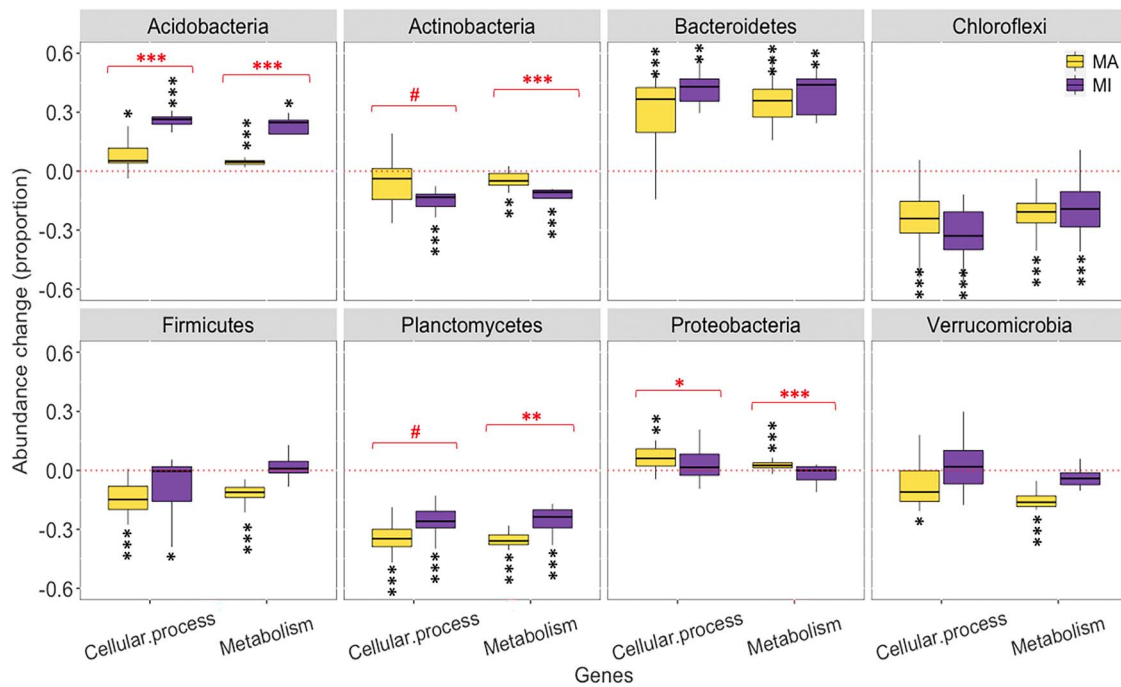 Acidobacteria
Actinobacteria
Bacteroidetes
Chloroflexi
0.6
0.3
0.0
-0.3
-0.6
***
***
*
***
***
*
#
***
***
**
***
***
**
***
**
MA
MI
***
***
***
***
Abundance change (proportion)
Firmicutes
Planctomycetes
Proteobacteria
Verrucomicrobia
0.6
0.3
0.0
-0.3
-0.6
***
*
***
#
**
***
***
***
***
*
***
**
***
*
***
Cellular.process
Metabolism
Cellular.process
Metabolism
Cellular.process
Metabolism
Cellular.process
Metabolism
Genes